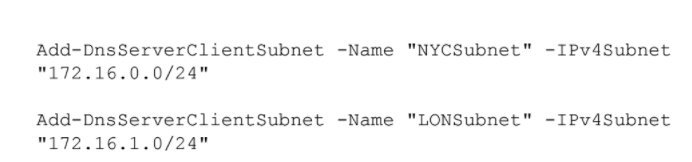 Add-DnsServerClientSubnet -Name "NYCSubnet" -IPv4Subnet
"172.16.0.0/24"
Add-DnsServerClientSubnet -Name "LONSubnet" -IPv4Subnet
"172.16.1.0/24"